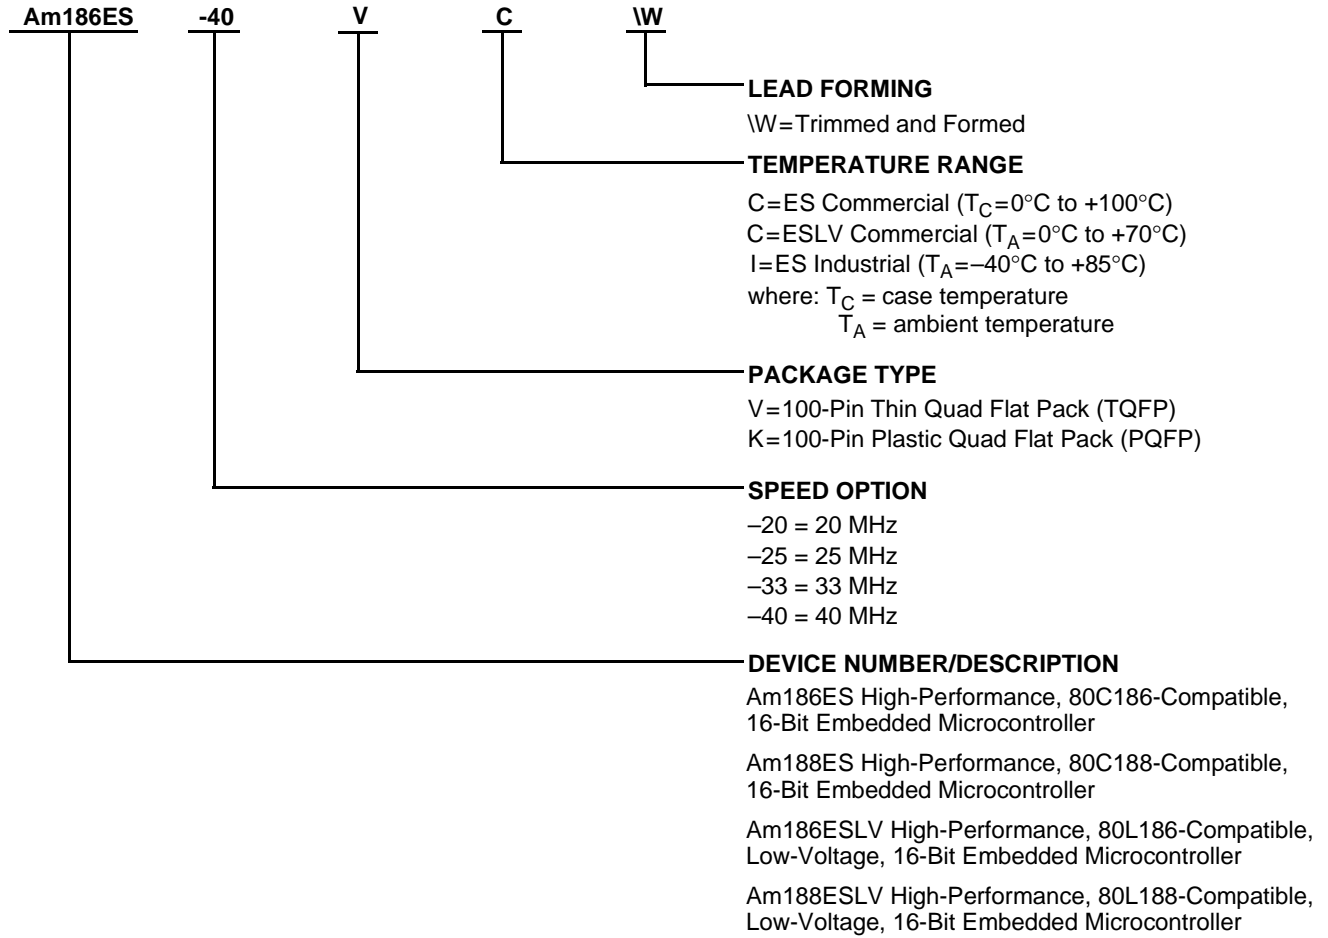 Am186ES -40 V C \W
LEAD FORMING
\W=Trimmed and Formed
TEMPERATURE RANGE
C=ES Commercial (TC=0°C to +100°C)
C=ESLV Commercial (TA=0°C to +70°C)
I=ES Industrial (TA=–40°C to +85°C)
where: TC = case temperature
TA = ambient temperature
PACKAGE TYPE
V=100-Pin Thin Quad Flat Pack (TQFP)
K=100-Pin Plastic Quad Flat Pack (PQFP)
SPEED OPTION
–20 = 20 MHz
–25 = 25 MHz
–33 = 33 MHz
–40 = 40 MHz
DEVICE NUMBER/DESCRIPTION
Am186ES High-Performance, 80C186-Compatible,
16-Bit Embedded Microcontroller
Am188ES High-Performance, 80C188-Compatible,
16-Bit Embedded Microcontroller
Am186ESLV High-Performance, 80L186-Compatible,
Low-Voltage, 16-Bit Embedded Microcontroller
Am188ESLV High-Performance, 80L188-Compatible,
Low-Voltage, 16-Bit Embedded Microcontroller